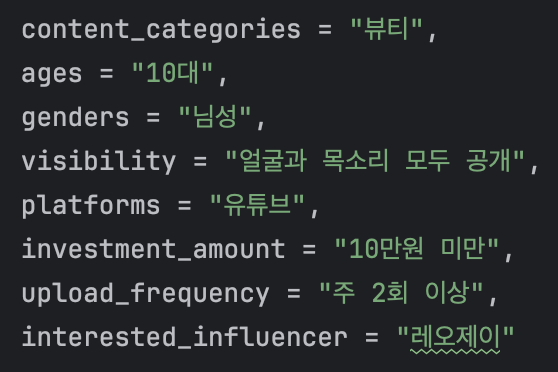 content_categories = "뷰티",
ages = "10대",
genders = "님성",
visibility = "얼굴과 목소리 모두 공개",
platforms = "유튜브",
investment_amount = "10만원 미만",
upload_frequency = "주 2회 이상",
interested_influencer = "레오제이"